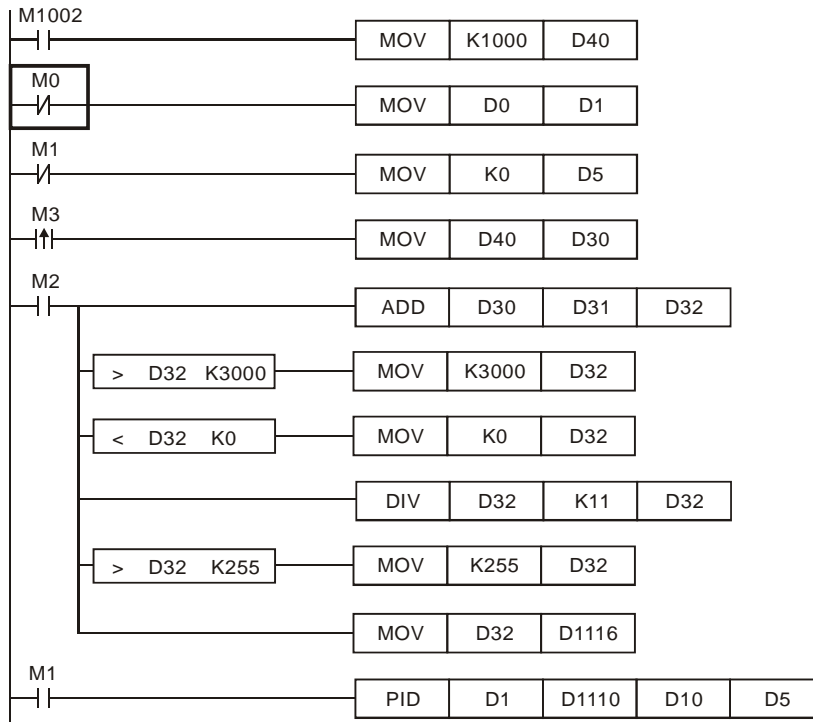 M1002
MOV K1000 D40
M0
MOV D0 D1
M1
MOV K0 D5
M3
MOV D40 D30
M2
ADD D30 D31 D32
> D32 K3000 MOV K3000 D32
< D32 K0 MOV K0 D32
DIV D32 K11 D32
> D32 K255 MOV K255 D32
MOV D32 D1116
M1
PID D1 D1110 D10 D5